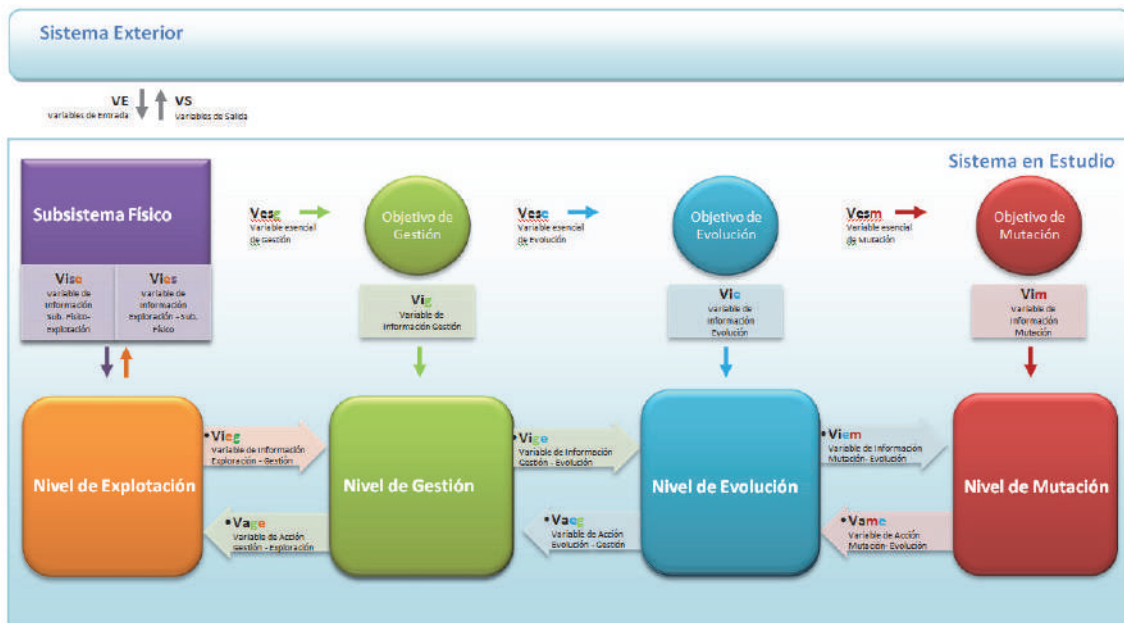 Sistema Exterior
VE
Variables de Entrada
VS
Variables de Salida
Sistema en Estudio
Subsistema Físico
Vise
Variable de
Información
Sub. Físico-
exploración
Vies
Variable de
Información
Exploración - Sub.
Físico
Vesg
Variable esencial
de Gestión
Objetivo de
Gestión
Vig
Variable de
Información Gestión
Vese
Variable esencial
de Evolución
Objetivo de
Evolución
Vie
Variable de
Información
Evolución
Vesm
Variable esencial
de Mutación
Objetivo de
Mutación
Vim
Variable de
Información
Mutación
Nivel de Explotación
•Vieg
Variable de Información
Exploración - Gestión
•Vage
Variable de Acción
Gestión - Exploración
Nivel de Gestión
•Vige
Variable de Información
Gestión - Evolución
•Vaeg
Variable de Acción
Evolución - Gestión
Nivel de Evolución
•Viem
Variable de Información
Mutación- Evolución
•Vame
Variable de Acción
Mutación- Evolución
Nivel de Mutación